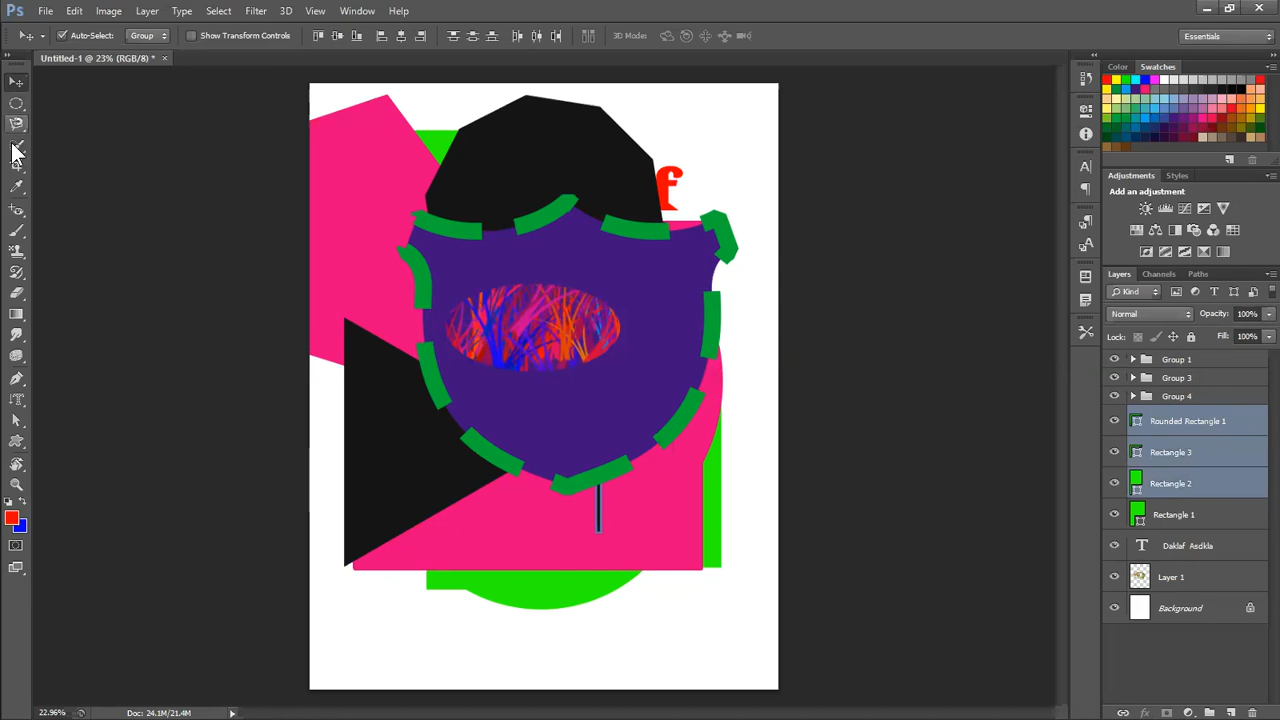 Ps File Edit Image Layer Type Select Filter 3D View Window Help
Auto-Select: Group Show Transform Controls 3D Mode: Essentials
Untitled-1 @ 23% (RGB/8) * ×
Color Swatches
f
Adjustments Styles
Add an adjustment
Layers Channels Paths
Kind
Normal Opacity: 100%
Lock: Fill: 100%
Group 1
Group 3
Group 4
Rounded Rectangle 1
Rectangle 3
Rectangle 2
Rectangle 1
Daklaf Asdkla
Layer 1
Background
22.96% Doc: 24.1M/21.4M